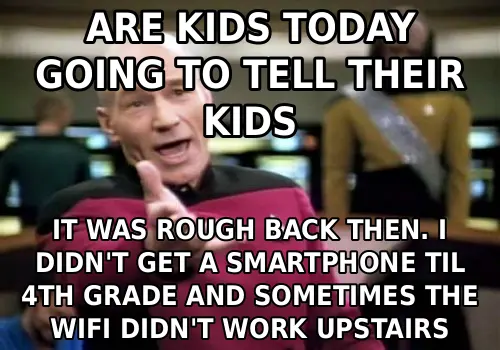 ARE KIDS TODAY
GOING TO TELL THEIR
KIDS
IT WAS ROUGH BACK THEN. I
DIDN'T GET A SMARTPHONE TIL
4TH GRADE AND SOMETIMES THE
WIFI DIDN'T WORK UPSTAIRS